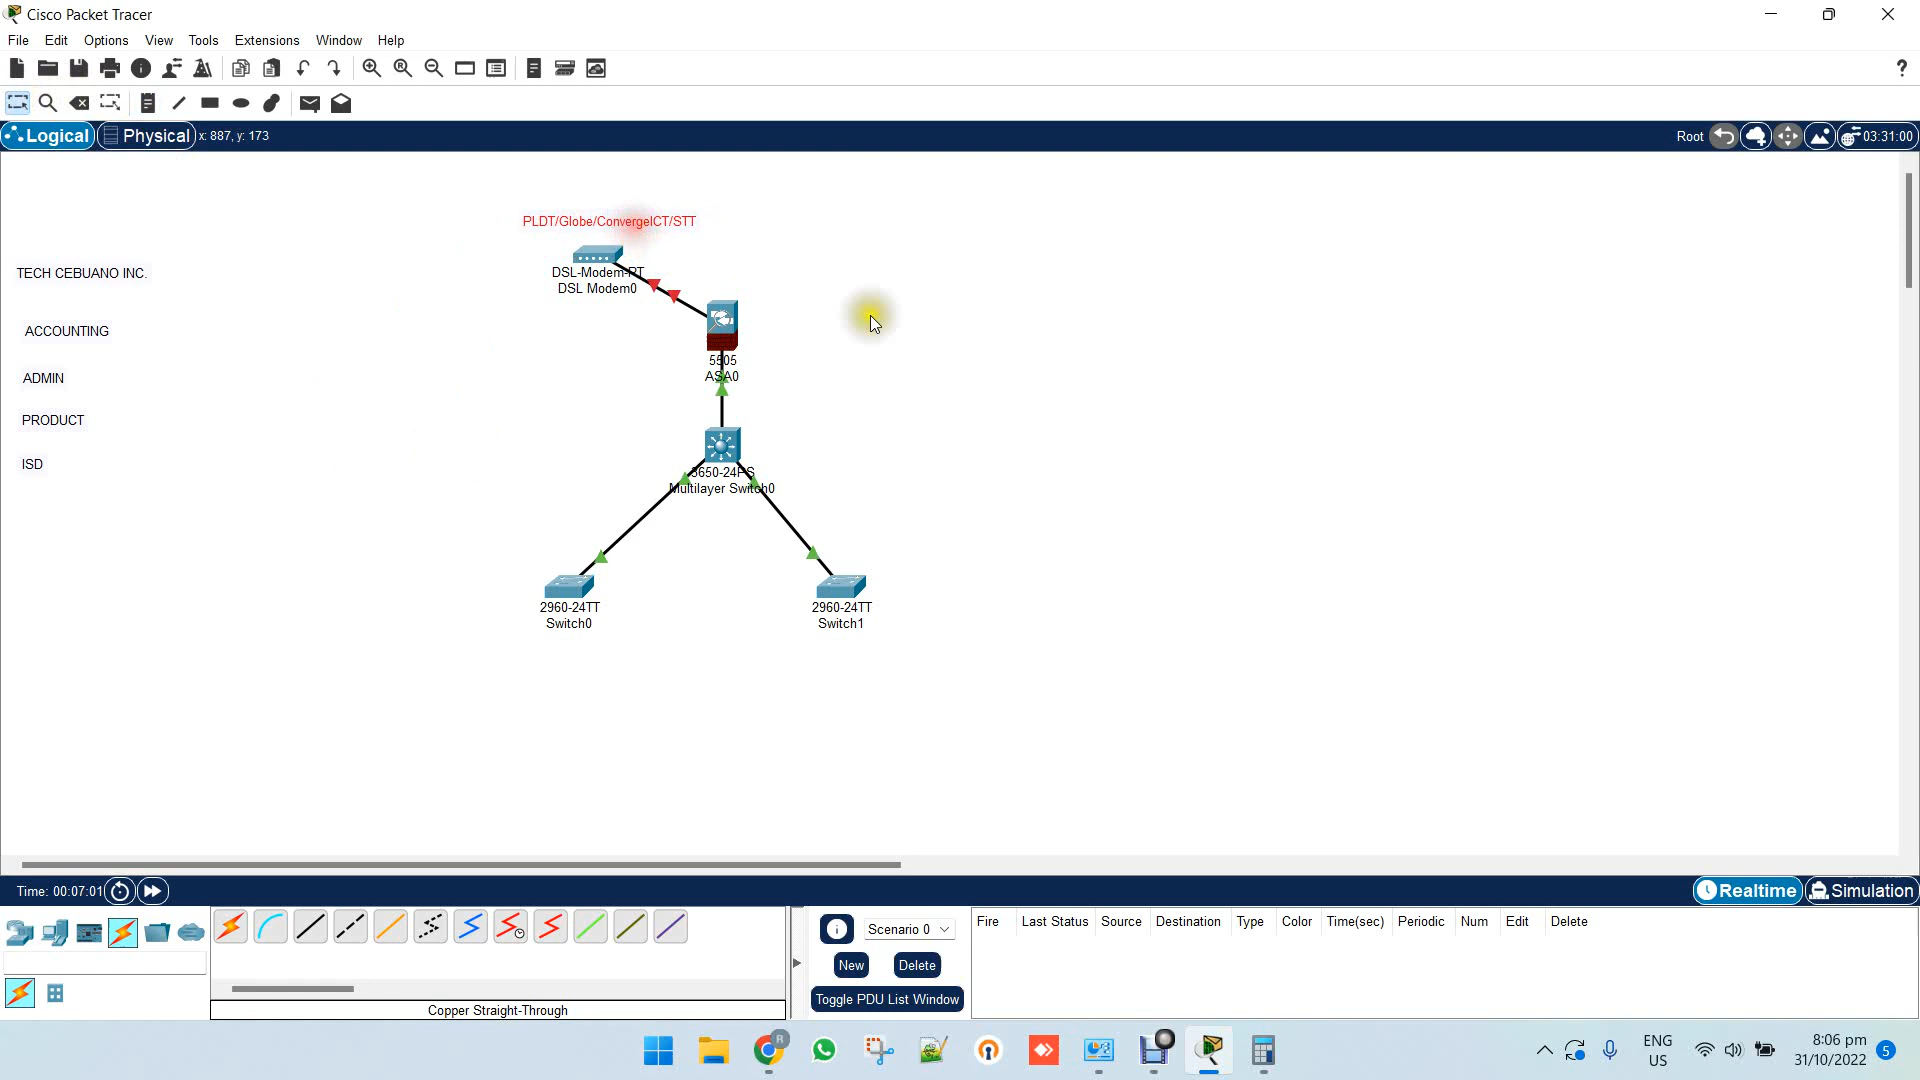 Cisco Packet Tracer
File Edit Options View Tools Extensions Window Help
?
Logical Physical x: 887, y: 173 Root 03:31:00
PLDT/Globe/ConvergeICT/STT
DSL-Modem-PT
DSL Modem0
TECH CEBUANO INC.
ACCOUNTING
ADMIN
PRODUCT
ISD
5505
ASA0
3650-24PS
Multilayer Switch0
2960-24TT
Switch0
2960-24TT
Switch1
Time: 00:07:01 Realtime Simulation
Scenario 0
New Delete
Toggle PDU List Window
Fire Last Status Source Destination Type Color Time(sec) Periodic Num Edit Delete
Copper Straight-Through
R
ENG
US
8:06 pm
31/10/2022
5